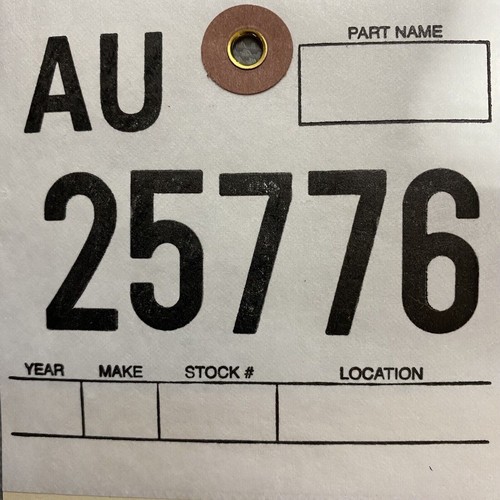 AU PART NAME
25776
YEAR MAKE STOCK # LOCATION